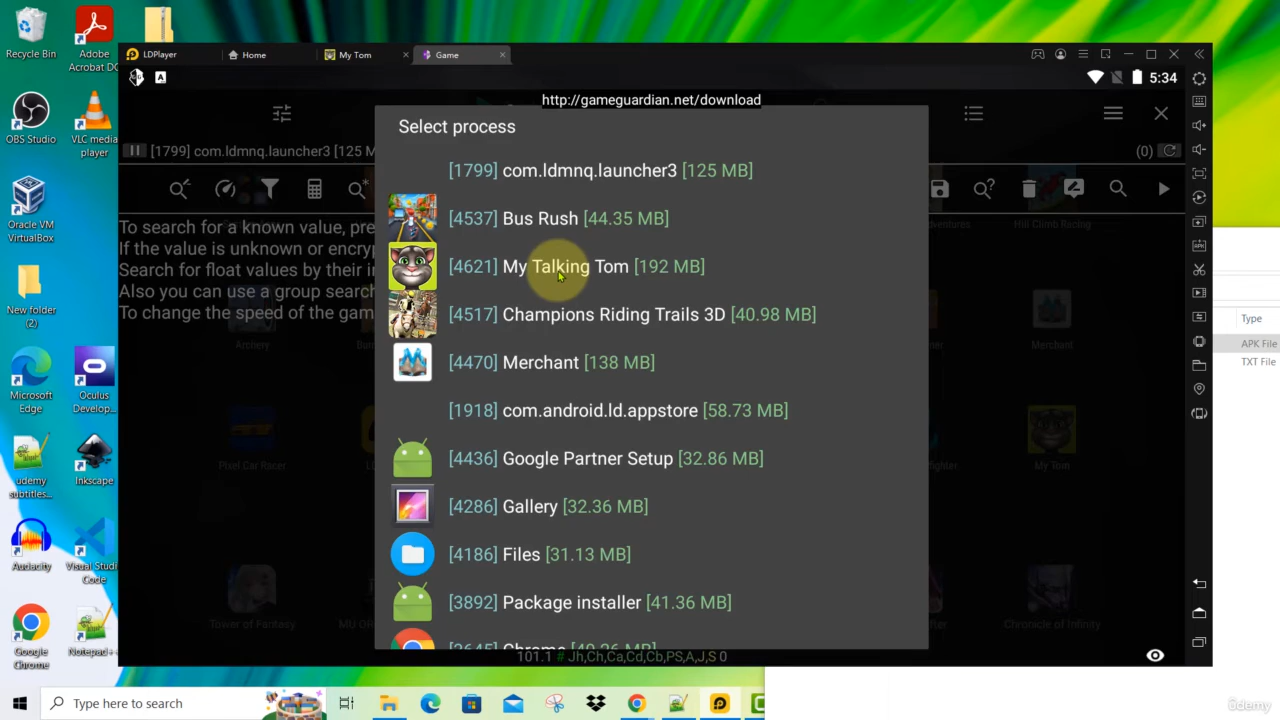 Recycle Bin
Adobe
Acrobat DC
OBS Studio
VLC media
player
Oracle VM
VirtualBox
New folder
(2)
Microsoft
Edge
Oculus
Develop...
udemy
subtitles...
Inkscape
Audacity
Visual Studio
Code
Google
Chrome
Notepad++
LDPlayer
Home
My Tom
Game
5:34
http://gameguardian.net/download
[1799] com.ldmnq.launcher3 [125 M
(0)
To search for a known value, pre
If the value is unknown or encryp
Search for float values by their in
Also you can use a group search
To change the speed of the gam
Select process
[1799] com.ldmnq.launcher3 [125 MB]
[4537] Bus Rush [44.35 MB]
[4621] My Talking Tom [192 MB]
[4517] Champions Riding Trails 3D [40.98 MB]
[4470] Merchant [138 MB]
[1918] com.android.ld.appstore [58.73 MB]
[4436] Google Partner Setup [32.86 MB]
[4286] Gallery [32.36 MB]
[4186] Files [31.13 MB]
[3892] Package installer [41.36 MB]
101.1 # Jh,Ch,Ca,Cd,Cb,PS,A,J,S 0
Hill Climb Racing
Archery
Merchant
Pixel Car Racer
My Tom
Tower of Fantasy
Chronicle of Infinity
Type
APK File
TXT File
Type here to search
ûdemy